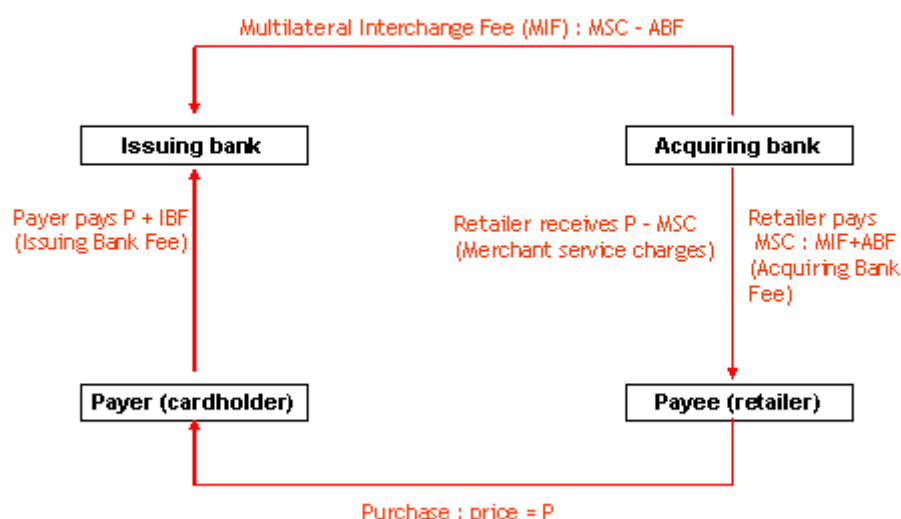 Multilateral Interchange Fee (MIF) : MSC - ABF
Issuing bank
Acquiring bank
Payer pays P + IBF
(Issuing Bank Fee)
Retailer receives P - MSC
(Merchant service charges)
Retailer pays
MSC : MIF+ABF
(Acquiring Bank
Fee)
Payer (cardholder)
Payee (retailer)
Purchase : price = P